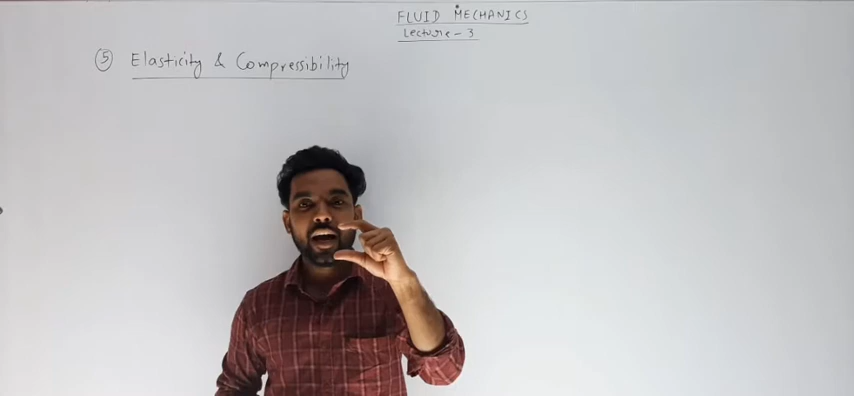 FLUID MECHANICS
Lecture - 3
⑤ Elasticity & Compressibility